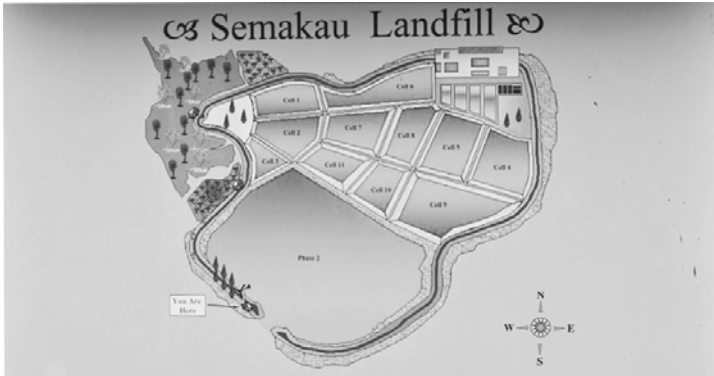 Semakau Landfill
Cell 1
Cell 6
Cell 2
Cell 7
Cell 8
Cell 5
Cell 4
Cell 3
Cell 11
Cell 10
Cell 9
Phase 2
You Are
Here
N
W E
S